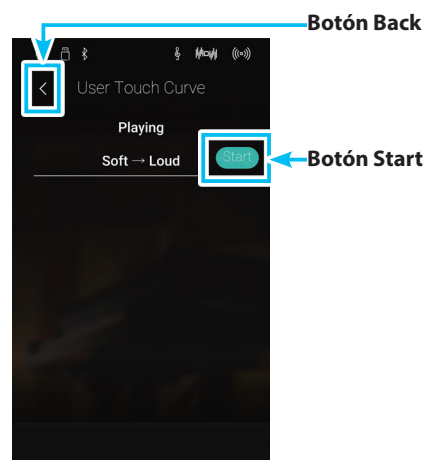 Botón Back
User Touch Curve
Playing
Soft → Loud
Start
Botón Start